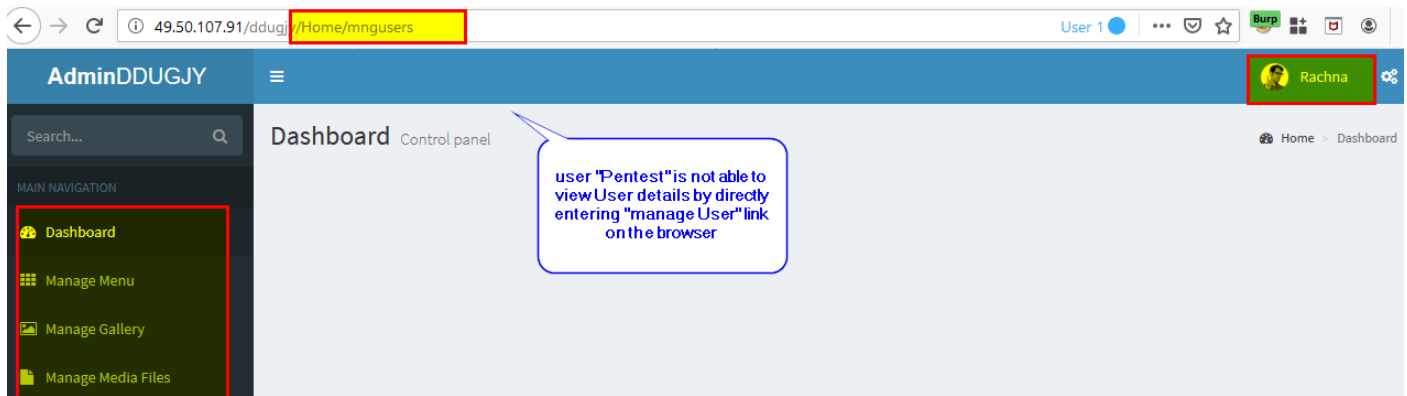 49.50.107.91/ddugjy/Home/mngusers
User 1
Burp
AdminDDUGJY
Rachna
Search...
Dashboard Control panel
Home > Dashboard
MAIN NAVIGATION
user "Pentest" is not able to
view User details by directly
entering "manage User" link
on the browser
Dashboard
Manage Menu
Manage Gallery
Manage Media Files